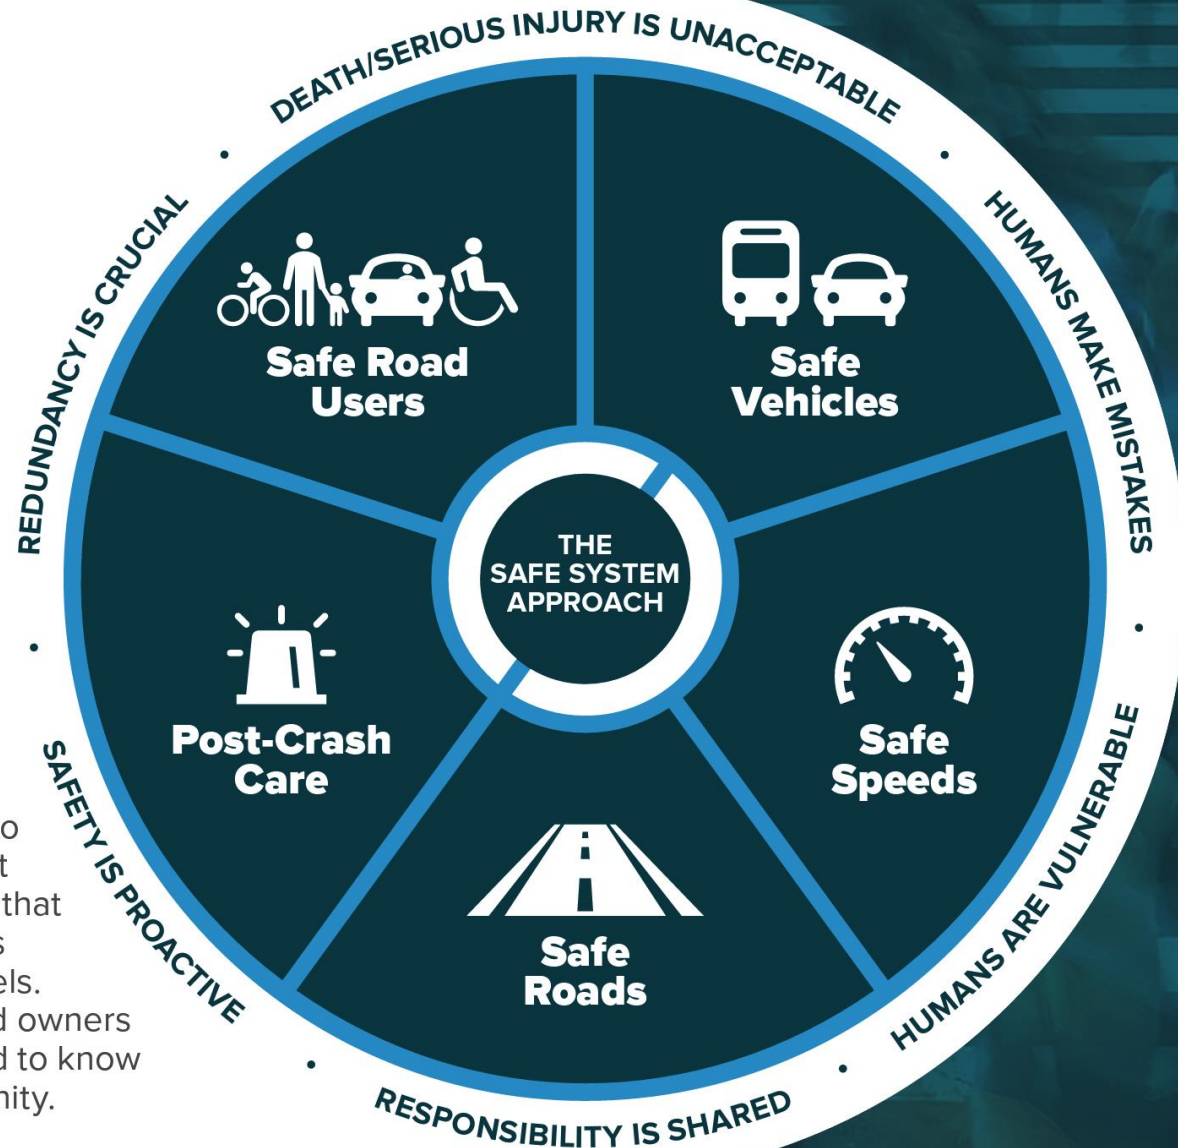 DEATH/SERIOUS INJURY IS UNACCEPTABLE
HUMANS MAKE MISTAKES
HUMANS ARE VULNERABLE
RESPONSIBILITY IS SHARED
SAFETY IS PROACTIVE
REDUNDANCY IS CRUCIAL
Safe Road
Users
Safe
Vehicles
THE
SAFE SYSTEM
APPROACH
Post-Crash
Care
Safe
Speeds
Safe
Roads
that
owners
to know